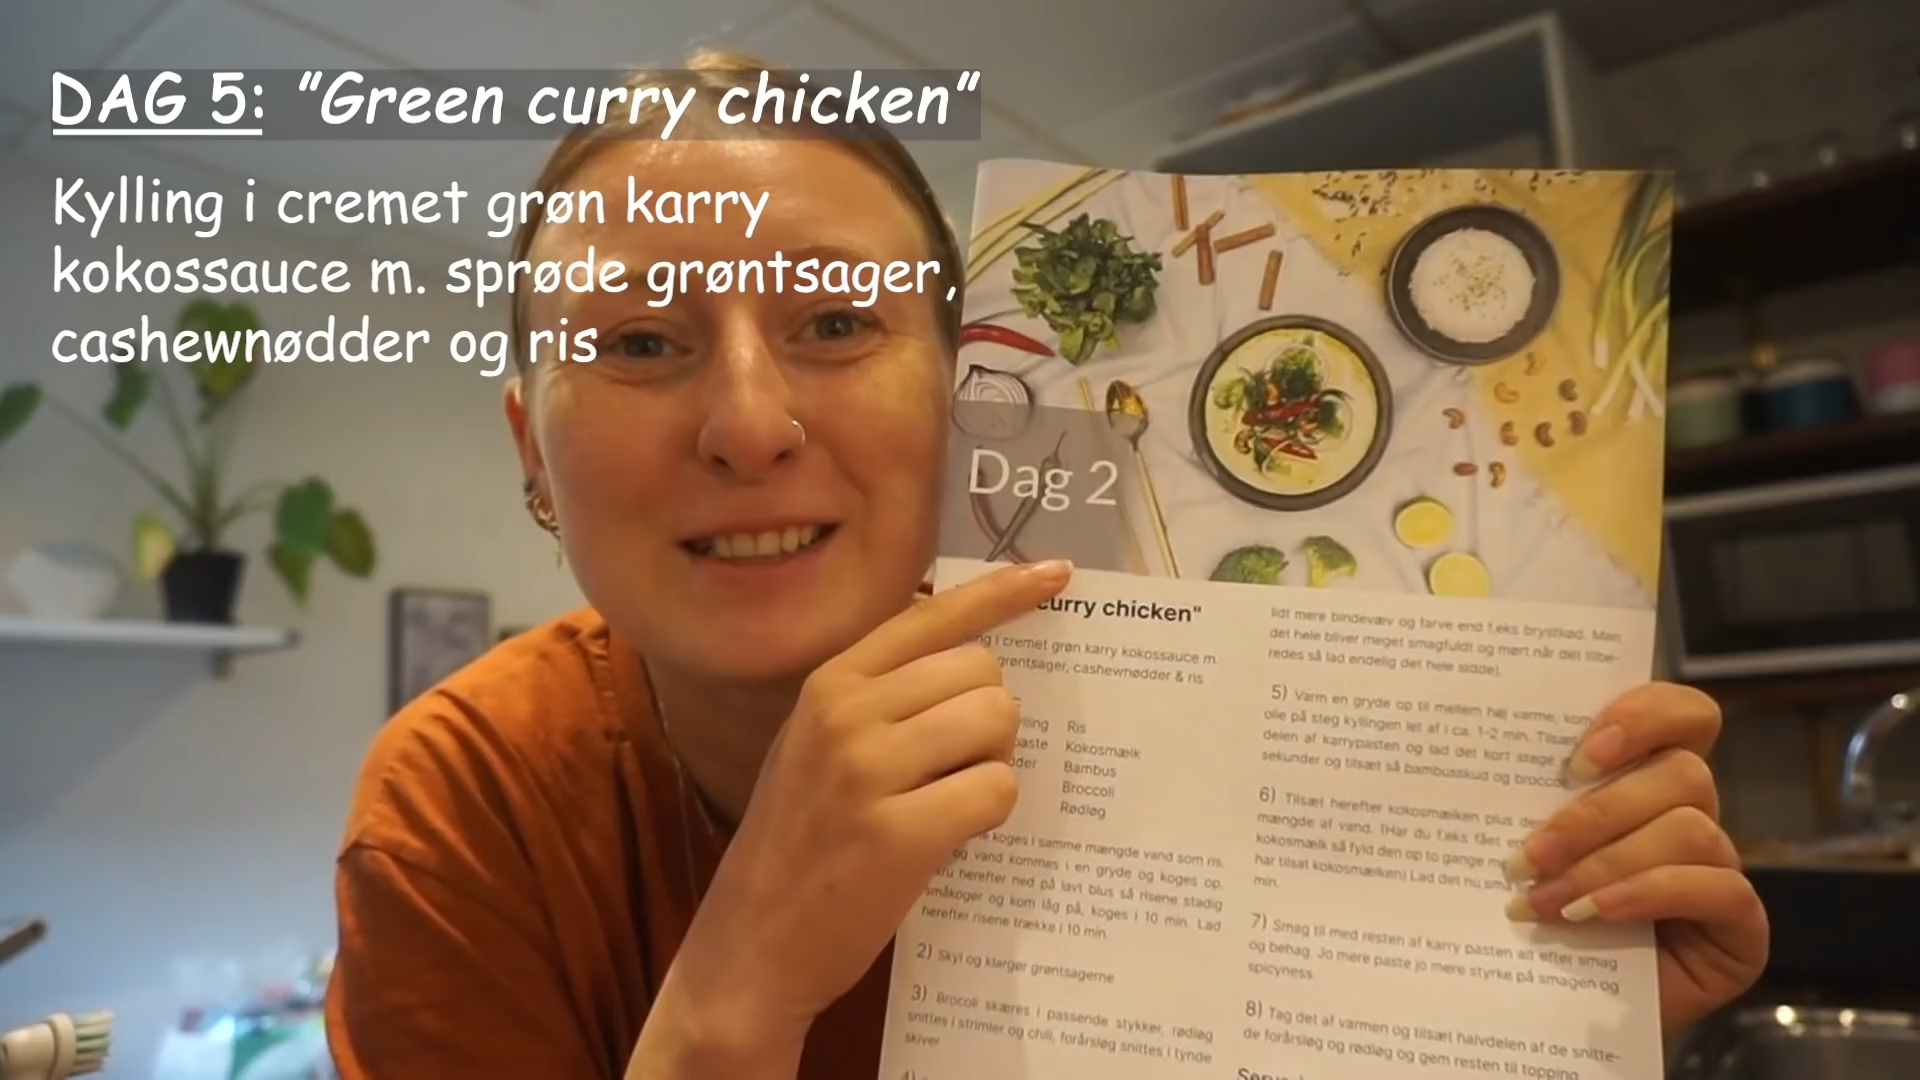 DAG 5: "Green curry chicken"
Kylling i cremet grøn karry
kokossauce m. sprøde grøntsager,
cashewnødder og ris
Dag 2
curry chicken"
i cremet grøn karry kokossauce m.
grøntsager, cashewnødder & ris
Ris
Kokosmælk
Bambus
Broccoli
Rødløg
koges i samme mængde vand som ris.
og vand kommes i en gryde og koges op.
herefter ned på lavt blus så risene stadig
småkoger og kom låg på, koges i 10 min. Lad
herefter risene trække i 10 min.
2) Skyl og klargør grøntsagerne
3) Brocoli skæres i passende stykker, rødløg
snittes i strimler og chili, forårsløg snittes i tynde
skiver
lidt mere bindevæv og farve end f.eks brystkød. Men
det hele bliver meget smagfuldt og mørt når det tilbe-
redes så lad endelig det hele sidde).
5) Varm en gryde op til mellem høj varme, kom
olie på steg kyllingen let af i ca. 1-2 min. Tilsæt
delen af karrypasten og lad det kort stege
sekunder og tilsæt så bambusskud og
6) Tilsæt herefter kokosmælken plus
mængde af vand. (Har du f.eks fået
kokosmælk så fyld den op to gange
har tilsat kokosmælken) Lad det nu
min.
7) Smag til med resten af karry pasten alt efter smag
og behag. Jo mere paste jo mere styrke på smagen og
spicyness.
8) Tag det af varmen og tilsæt halvdelen af de snitte-
de forårsløg og rødløg og gem resten til topping